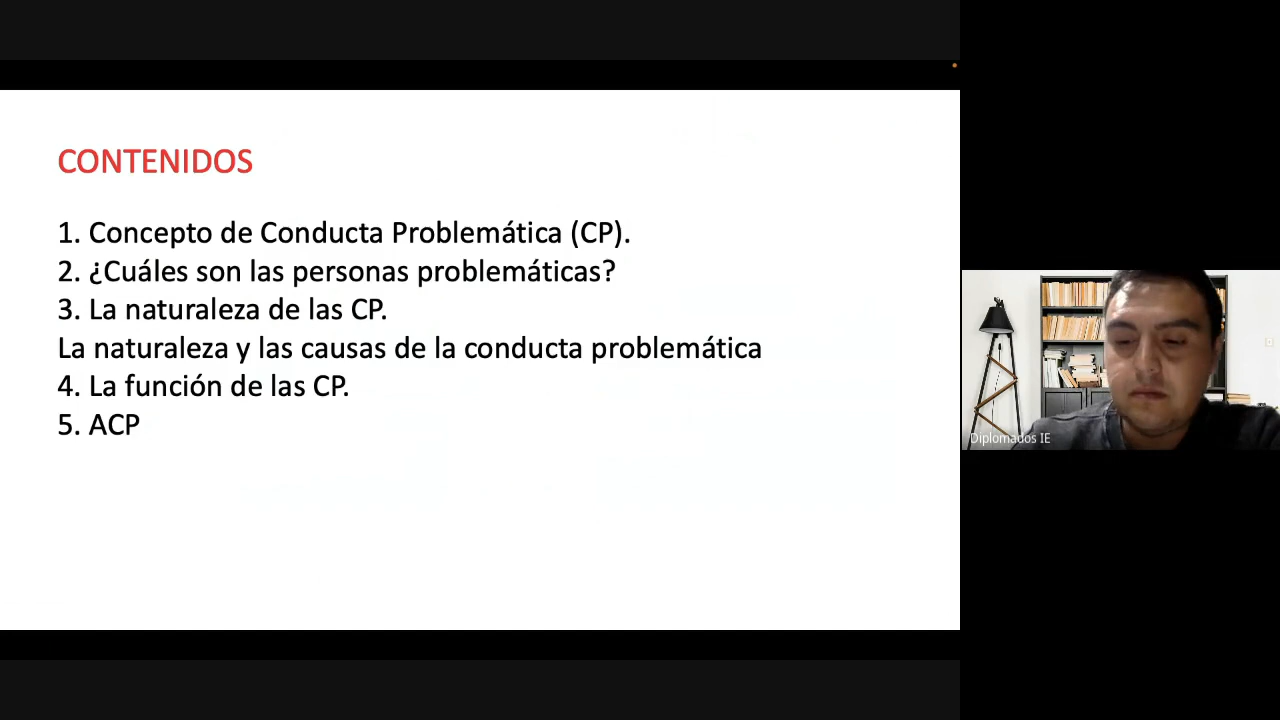 CONTENIDOS
1. Concepto de Conducta Problemática (CP).
2. ¿Cuáles son las personas problemáticas?
3. La naturaleza de las CP.
La naturaleza y las causas de la conducta problemática
4. La función de las CP.
5. ACP
Diplomados IE